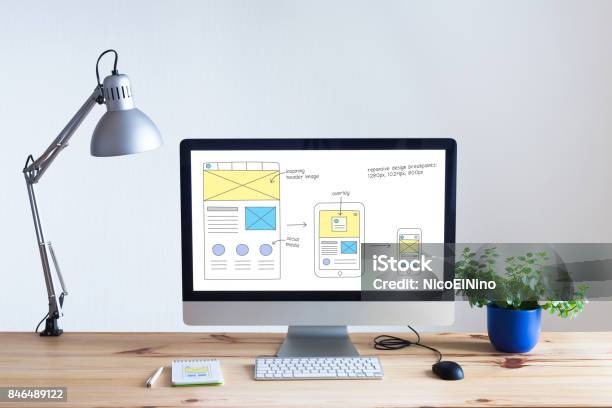 inspiring
header image
social
media
overlay
responsive design breakpoints:
1280px, 1024px, 800px
iStock
Credit: NicoElNino
846489122